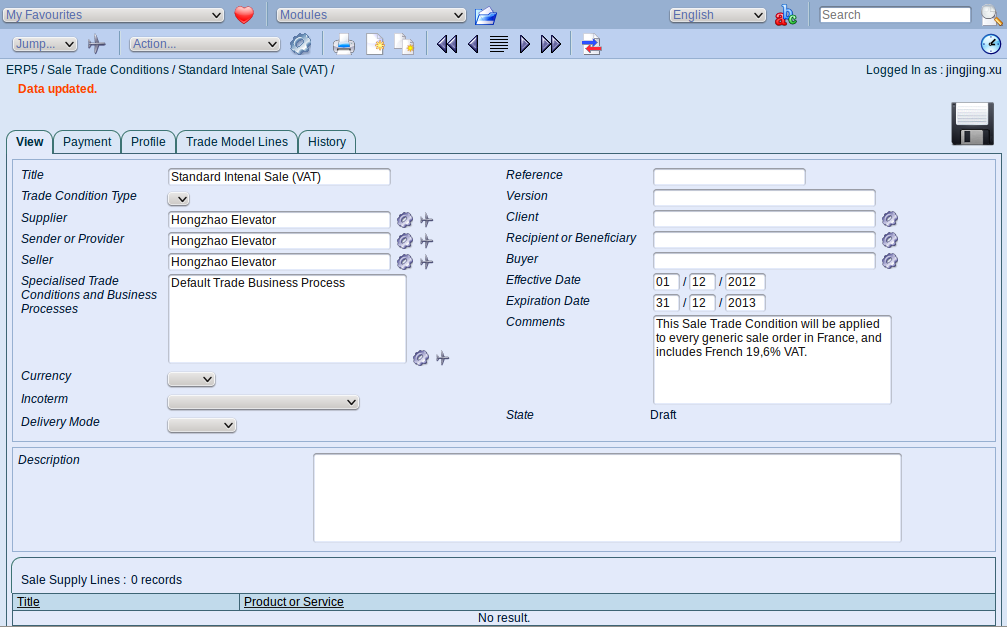 My Favourites Modules English Search
Jump... Action...
ERP5 / Sale Trade Conditions / Standard Intenal Sale (VAT) / Logged In as : jingjing.xu
Data updated.
View Payment Profile Trade Model Lines History
Title Standard Intenal Sale (VAT)
Trade Condition Type
Supplier Hongzhao Elevator
Sender or Provider Hongzhao Elevator
Seller Hongzhao Elevator
Specialised Trade
Conditions and Business
Processes
Default Trade Business Process
Currency
Incoterm
Delivery Mode
Reference
Version
Client
Recipient or Beneficiary
Buyer
Effective Date 01 / 12 / 2012
Expiration Date 31 / 12 / 2013
Comments
This Sale Trade Condition will be applied
to every generic sale order in France, and
includes French 19,6% VAT.
State Draft
Description
Sale Supply Lines : 0 records
Title Product or Service
No result.